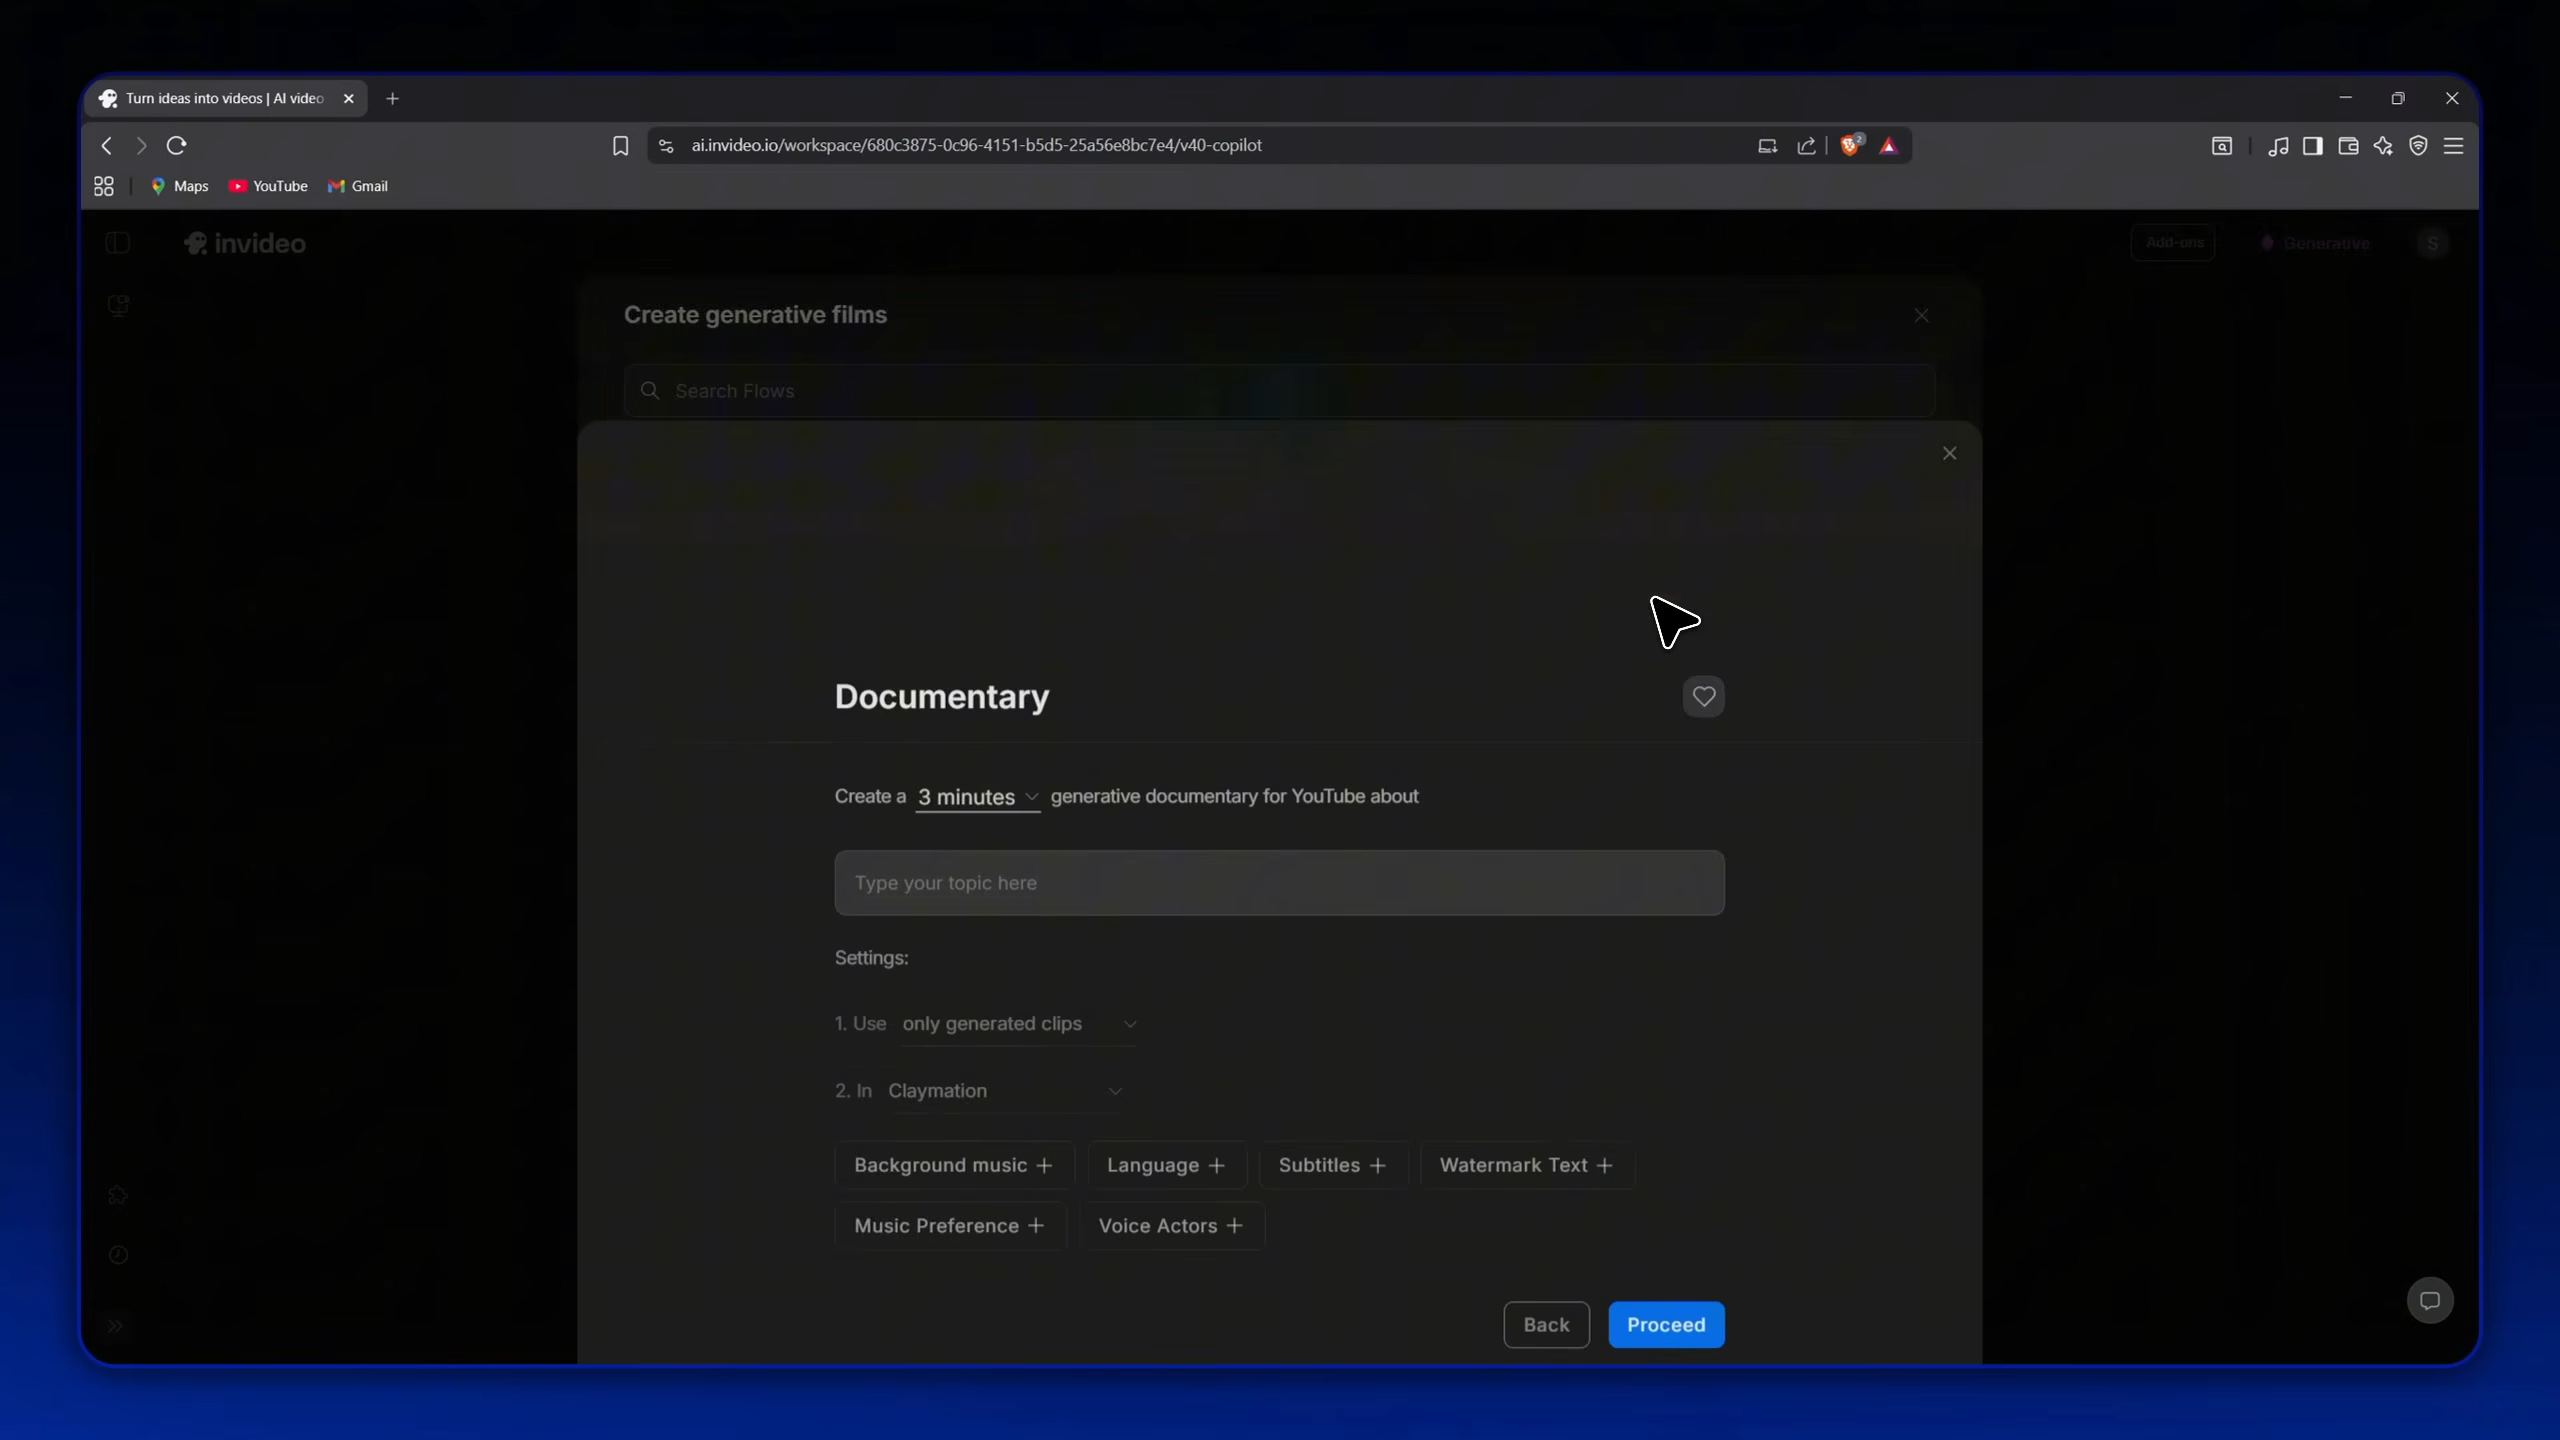 Turn ideas into videos | AI video
ai.invideo.io/workspace/680c3875-0c96-4151-b5d5-25a56e8bc7e4/v40-copilot
2
Maps YouTube Gmail
invideo
Add-ons Generative S
Create generative films
Search Flows
Documentary
Create a 3 minutes generative documentary for YouTube about
Type your topic here
Settings:
1. Use only generated clips
2. In Claymation
Background music + Language + Subtitles + Watermark Text +
Music Preference + Voice Actors +
Back Proceed